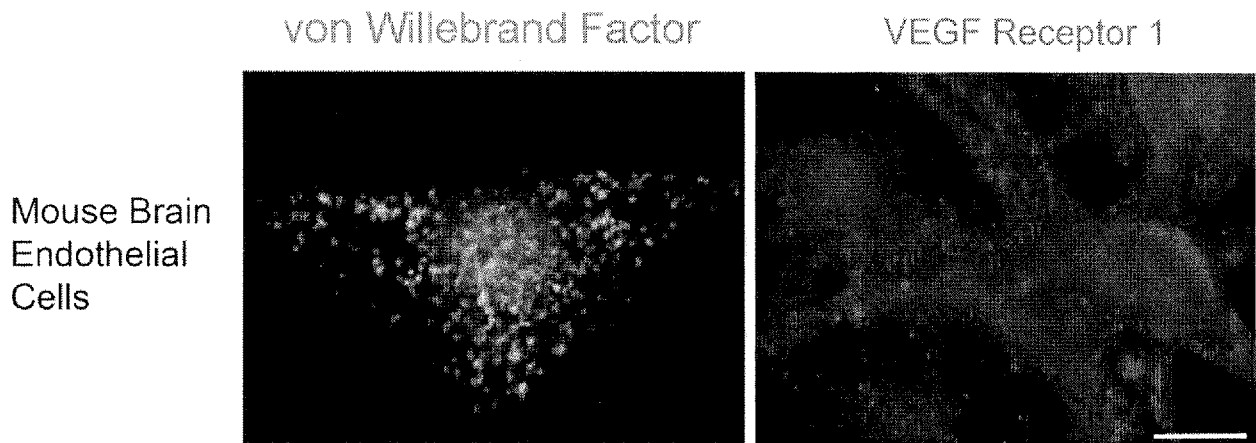 von Willebrand Factor
VEGF Receptor 1
Mouse Brain
Endothelial
Cells